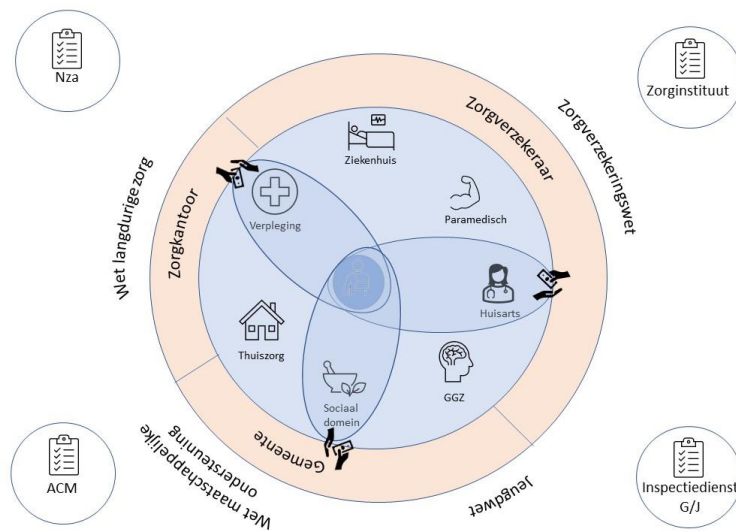 Nza
Zorginstituut
Zorgverzekeraar
Zorgverzekeringswet
Ziekenhuis
Paramedisch
Wet langdurige zorg
Zorgkantoor
Verpleging
Huisarts
Thuiszorg
GGZ
Sociaal
domein
Gemeente
Wet maatschappelijke
ondersteuning
Jeugdwet
ACM
Inspectiedienst
G/J